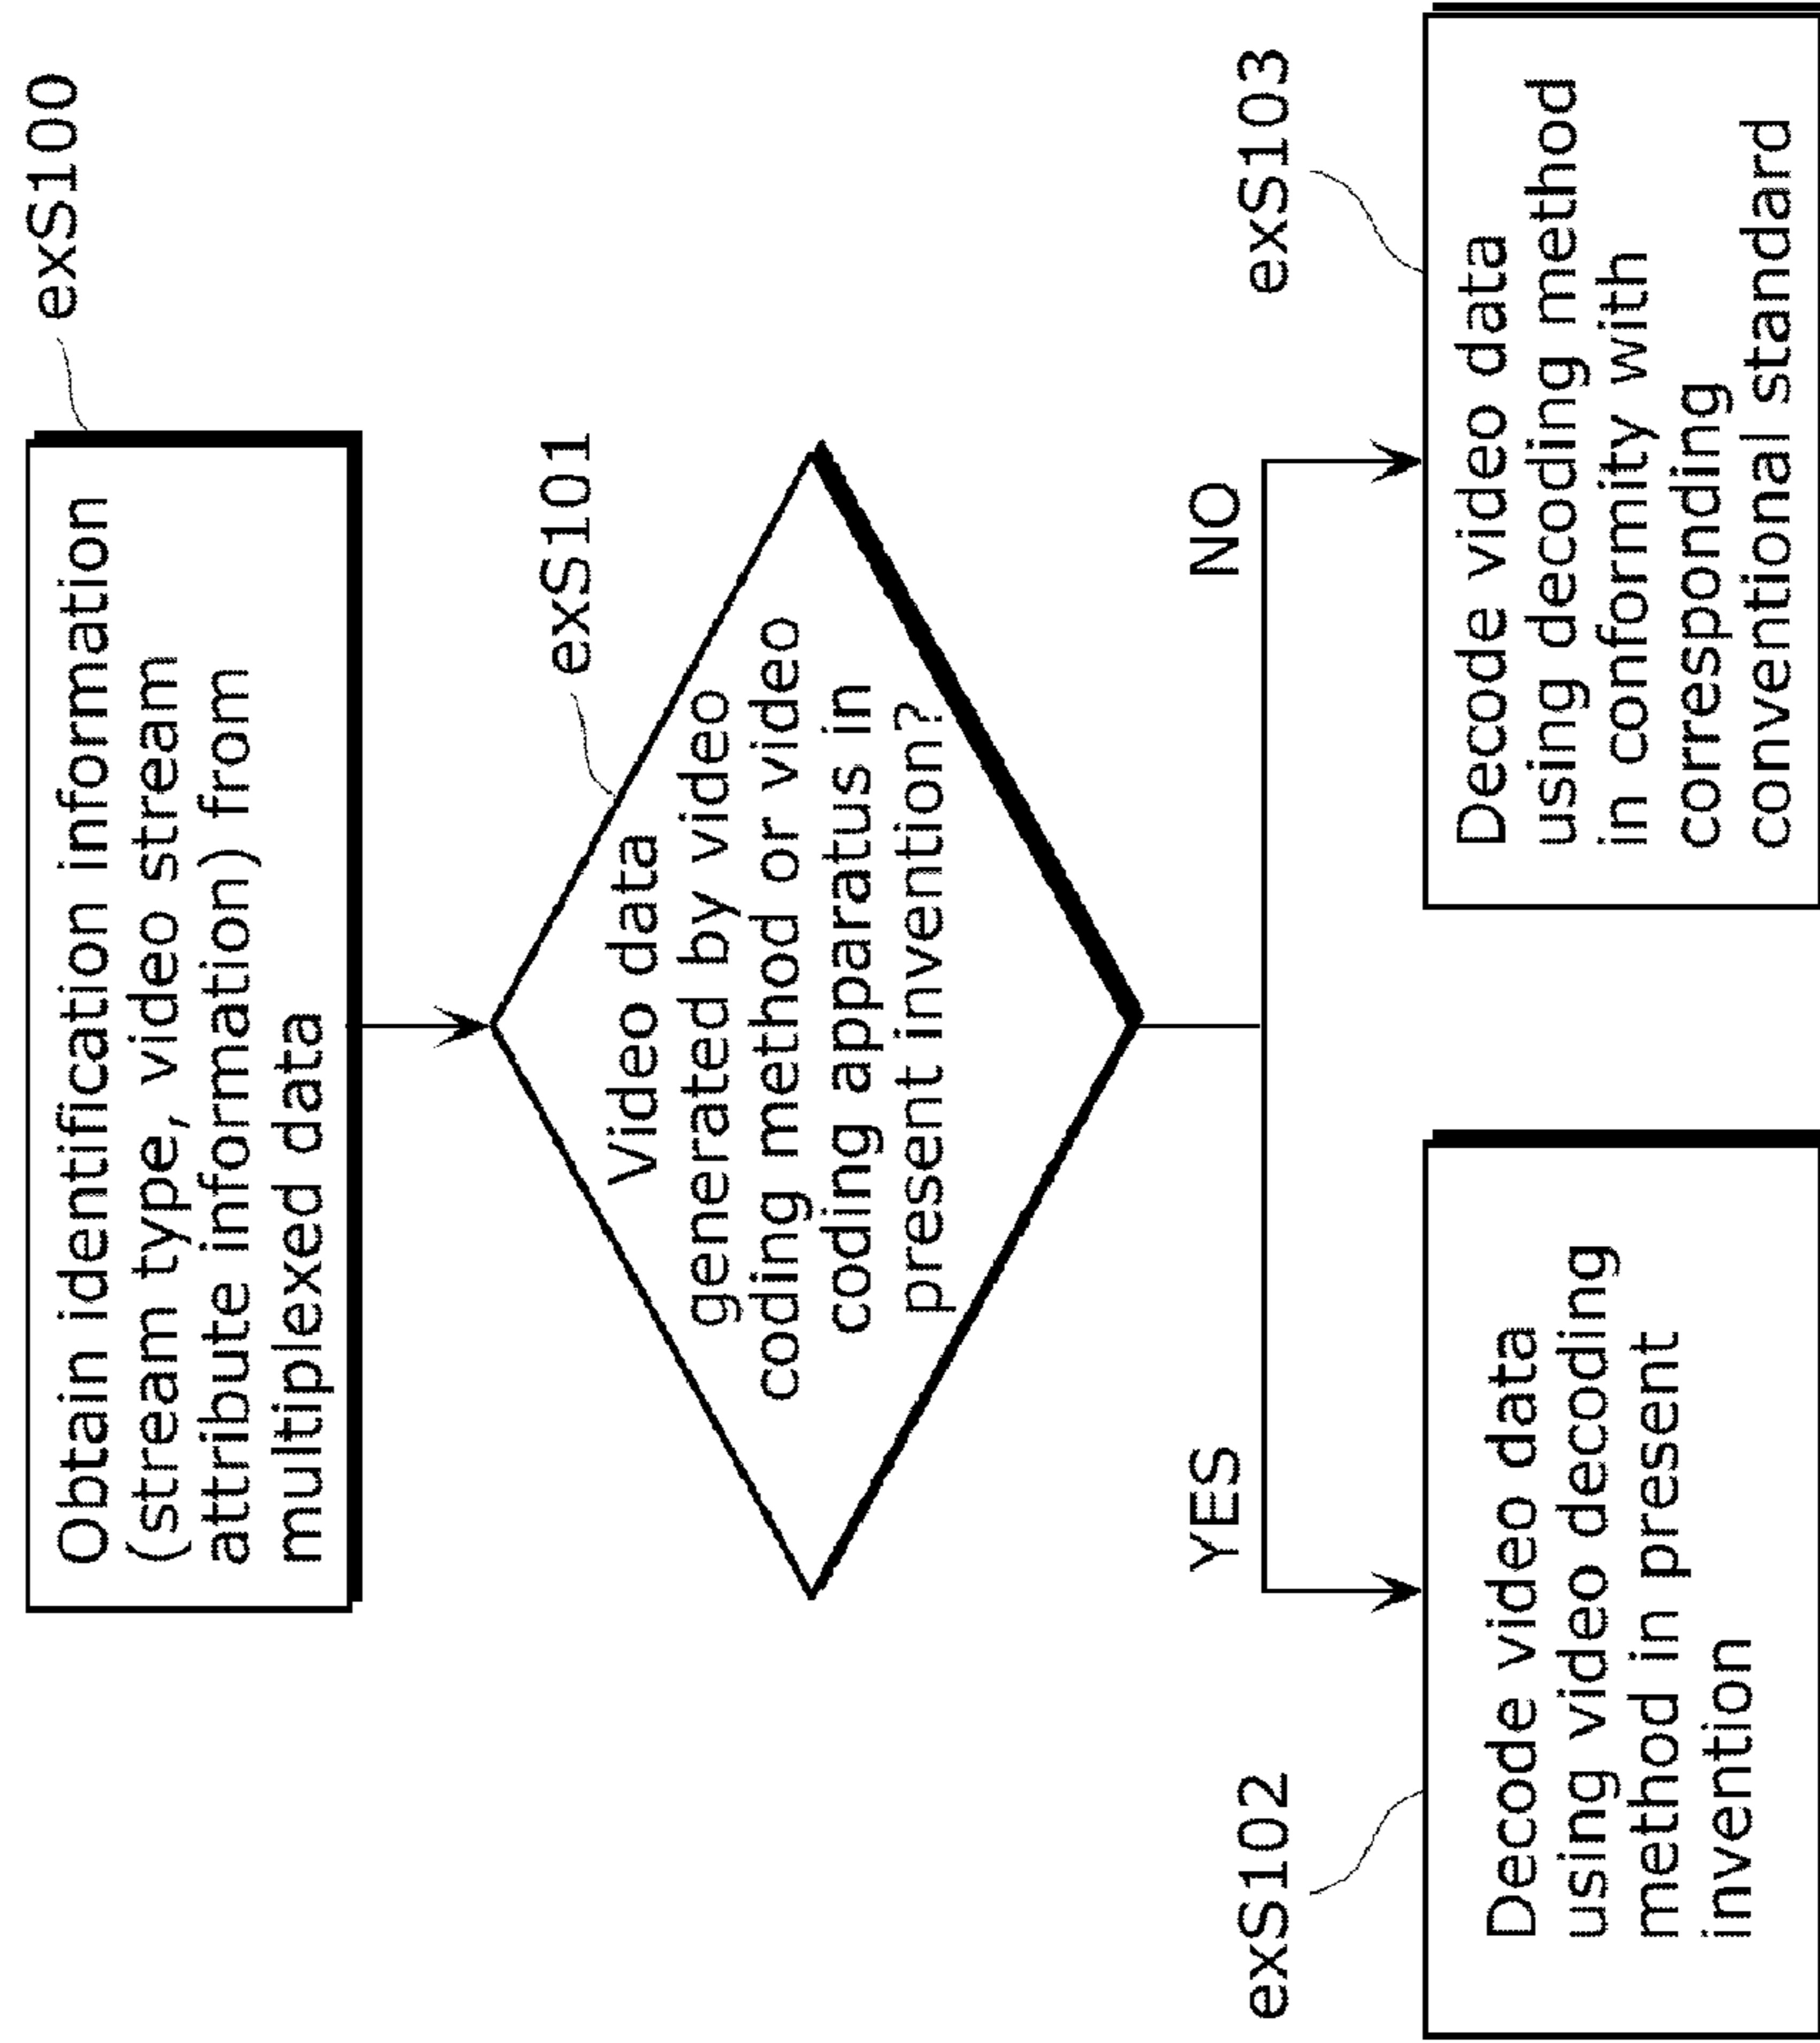 exS100
Obtain identification information
(stream type, video stream
attribute information) from
multiplexed data
exS101
Video data
generated by video
coding method or video
coding apparatus in
present invention?
YES
NO
exS102
Decode video data
using video decoding
method in present
invention
exS103
Decode video data
using decoding method
in conformity with
corresponding
conventional standard